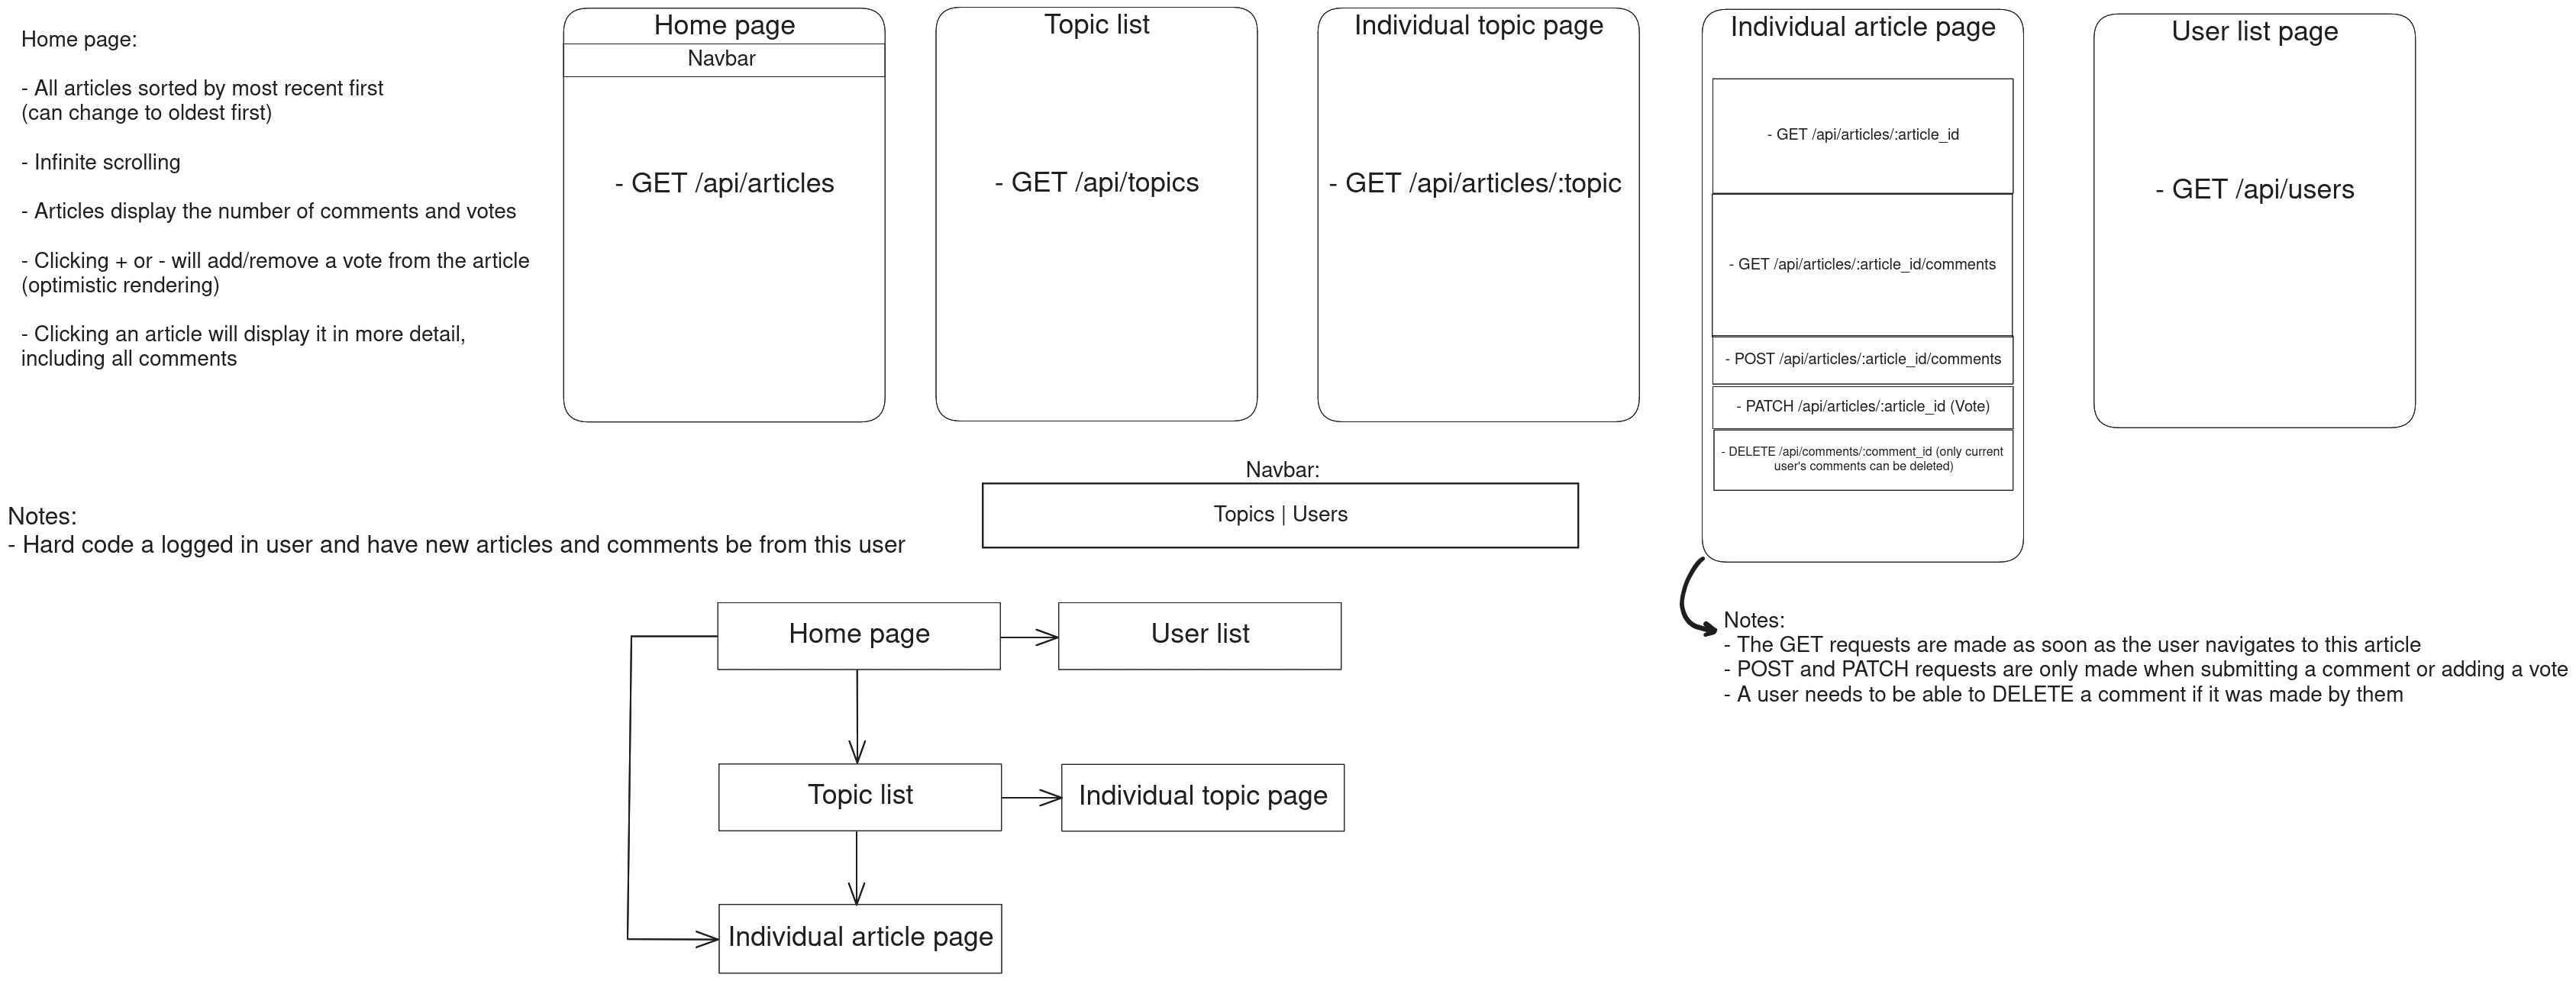 Home page:
- All articles sorted by most recent first
(can change to oldest first)
- Infinite scrolling
- Articles display the number of comments and votes
- Clicking + or - will add/remove a vote from the article
(optimistic rendering)
- Clicking an article will display it in more detail,
including all comments
Home page
Navbar
- GET /api/articles
Topic list
- GET /api/topics
Individual topic page
- GET /api/articles/:topic
Individual article page
- GET /api/articles/:article_id
- GET /api/articles/:article_id/comments
- POST /api/articles/:article_id/comments
- PATCH /api/articles/:article_id (Vote)
- DELETE /api/comments/:comment_id (only current
user's comments can be deleted)
User list page
- GET /api/users
Navbar:
Topics | Users
Notes:
- Hard code a logged in user and have new articles and comments be from this user
Notes:
- The GET requests are made as soon as the user navigates to this article
- POST and PATCH requests are only made when submitting a comment or adding a vote
- A user needs to be able to DELETE a comment if it was made by them
Home page
User list
Topic list
Individual topic page
Individual article page